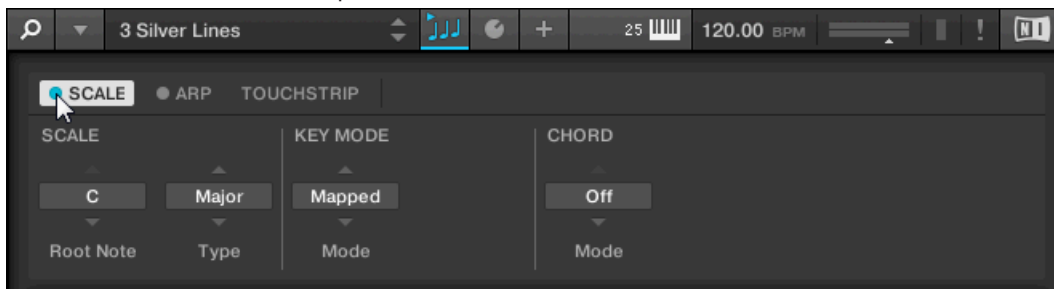 3 Silver Lines 25 120.00 BPM ! NI
SCALE ARP TOUCHSTRIP
SCALE KEY MODE CHORD
C Major Mapped Off
Root Note Type Mode Mode